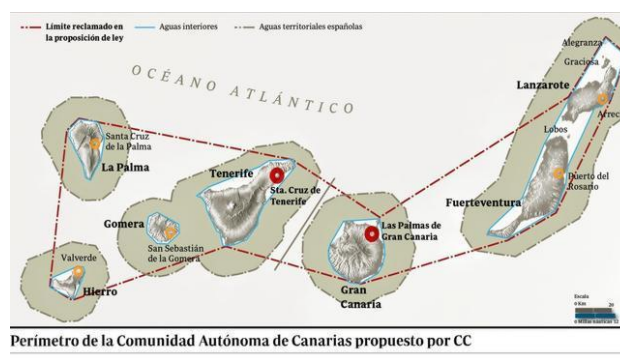 Límite reclamado en
la proposición de ley
Aguas interiores
Aguas territoriales españolas
OCÉANO ATLÁNTICO
Alegranza
Graciosa
Lanzarote
Arrec
Lobos
Puerto del
Rosario
Fuerteventura
Santa Cruz
de la Palma
La Palma
Tenerife
Sta. Cruz de
Tenerife
Gomera
San Sebastián
de la Gomera
Las Palmas de
Gran Canaria
Gran
Canaria
Valverde
Hierro
Escala
0 Km
Perímetro de la Comunidad Autónoma de Canarias propuesto por CC